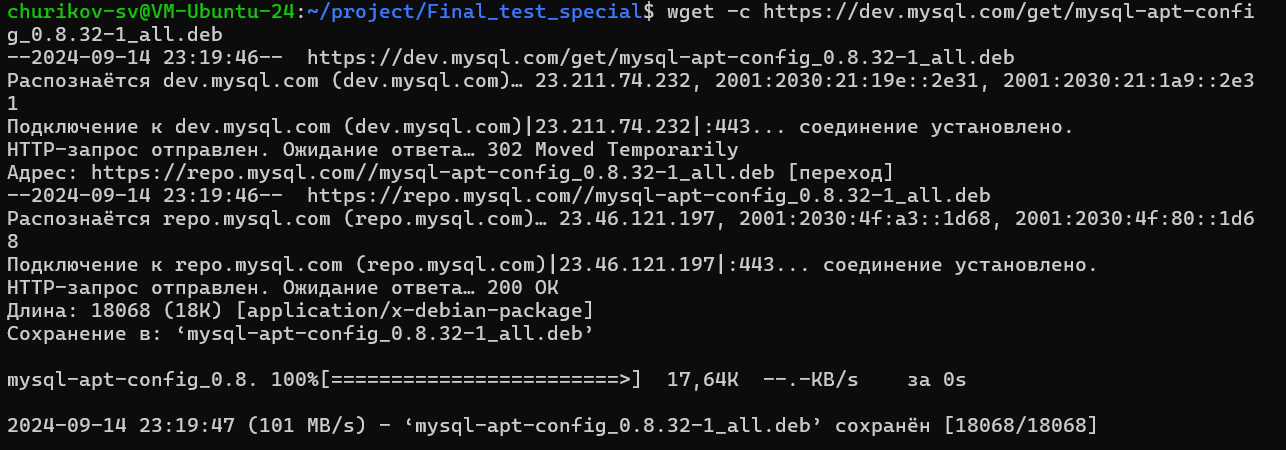 churikov-sv@VM-Ubuntu-24:~/project/Final_test_special$ wget -c https://dev.mysql.com/get/mysql-apt-confi
g_0.8.32-1_all.deb
--2024-09-14 23:19:46--  https://dev.mysql.com/get/mysql-apt-config_0.8.32-1_all.deb
Распознаётся dev.mysql.com (dev.mysql.com)… 23.211.74.232, 2001:2030:21:19e::2e31, 2001:2030:21:1a9::2e3
1
Подключение к dev.mysql.com (dev.mysql.com)|23.211.74.232|:443... соединение установлено.
HTTP-запрос отправлен. Ожидание ответа… 302 Moved Temporarily
Адрес: https://repo.mysql.com//mysql-apt-config_0.8.32-1_all.deb [переход]
--2024-09-14 23:19:46--  https://repo.mysql.com//mysql-apt-config_0.8.32-1_all.deb
Распознаётся repo.mysql.com (repo.mysql.com)… 23.46.121.197, 2001:2030:4f:a3::1d68, 2001:2030:4f:80::1d6
8
Подключение к repo.mysql.com (repo.mysql.com)|23.46.121.197|:443... соединение установлено.
HTTP-запрос отправлен. Ожидание ответа… 200 OK
Длина: 18068 (18K) [application/x-debian-package]
Сохранение в: ‘mysql-apt-config_0.8.32-1_all.deb’
mysql-apt-config_0.8. 100%[========================>]  17,64K  --.-KB/s    за 0s
2024-09-14 23:19:47 (101 MB/s) - ‘mysql-apt-config_0.8.32-1_all.deb’ сохранён [18068/18068]